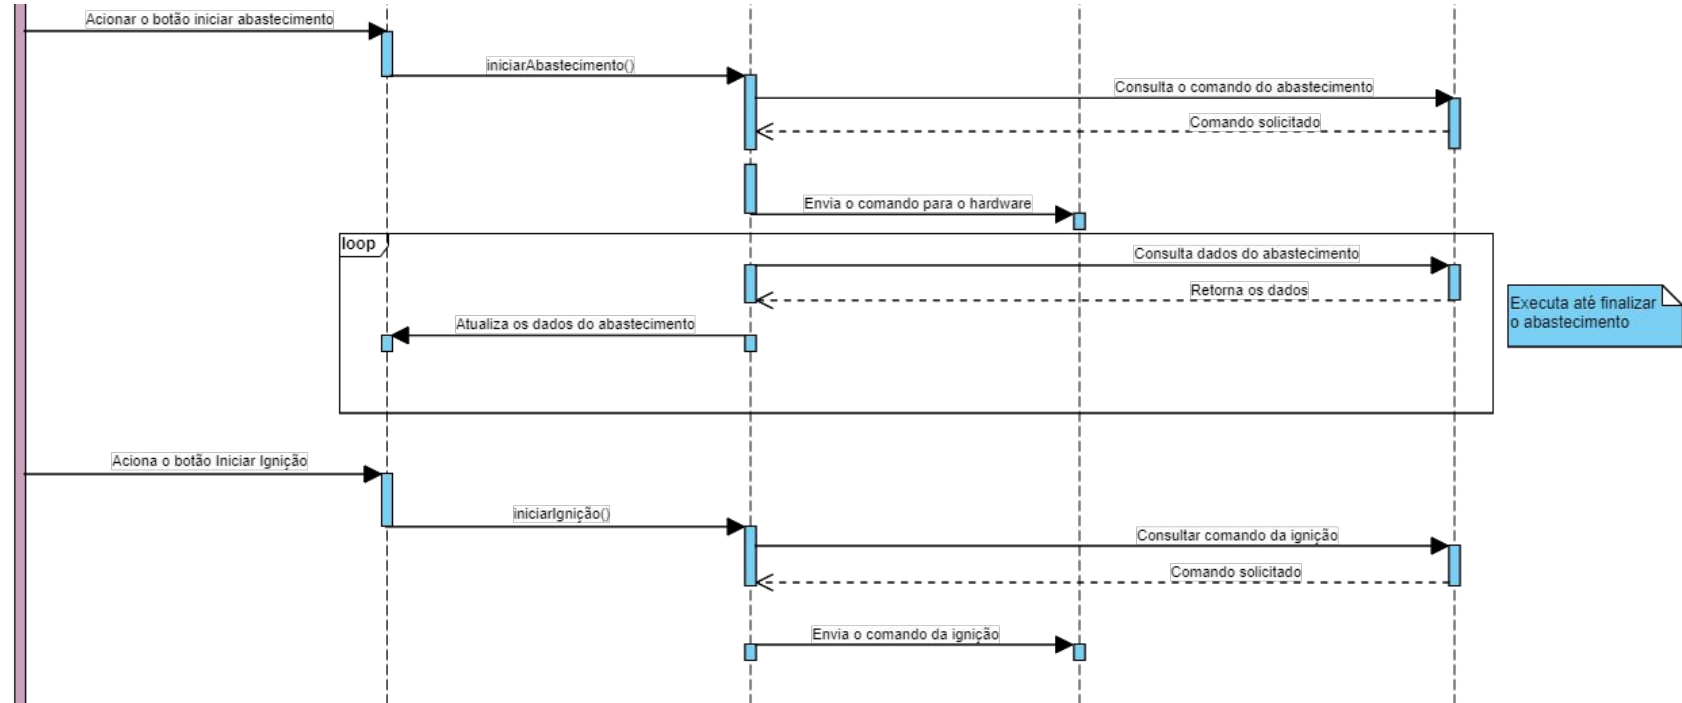 Acionar o botão iniciar abastecimento
iniciarAbastecimento()
Consulta o comando do abastecimento
Comando solicitado
Envia o comando para o hardware
loop
Consulta dados do abastecimento
Retorna os dados
Executa até finalizar
o abastecimento
Atualiza os dados do abastecimento
Aciona o botão Iniciar Ignição
iniciarIgnição()
Consultar comando da ignição
Comando solicitado
Envia o comando da ignição